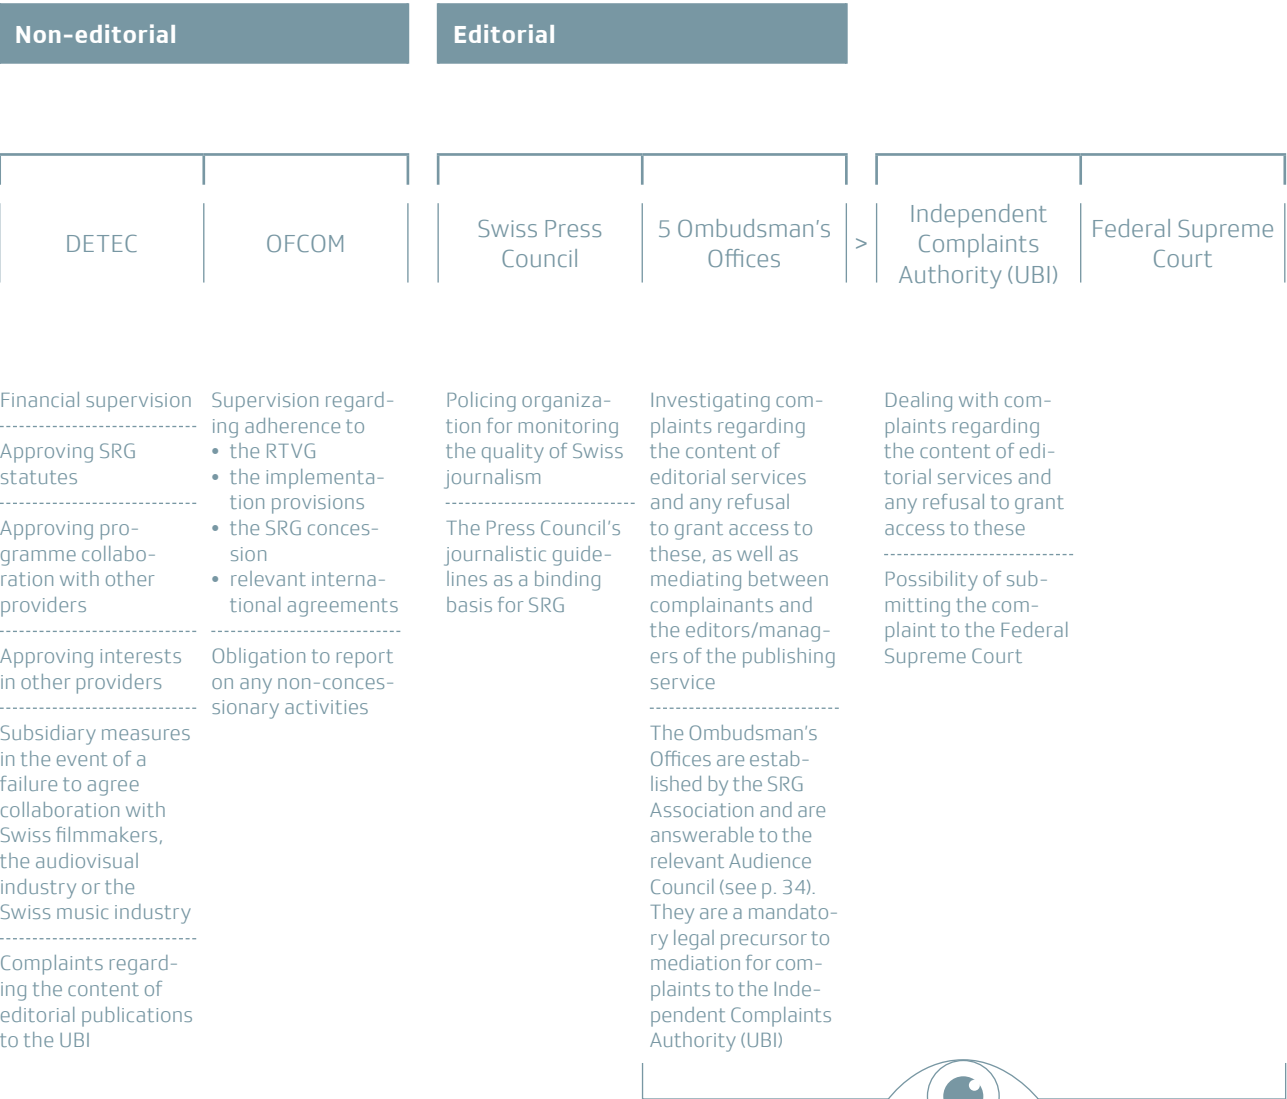 Non-editorial
Editorial
DETEC
OFCOM
Swiss Press
Council
5 Ombudsman's
Offices
>
Independent
Complaints
Authority (UBI)
Federal Supreme
Court
Financial supervision
Approving SRG
statutes
Approving pro-
gramme collabo-
ration with other
providers
Approving interests
in other providers
Subsidiary measures
in the event of a
failure to agree
collaboration with
Swiss filmmakers,
the audiovisual
industry or the
Swiss music industry
Complaints regard-
ing the content of
editorial publications
to the UBI
Supervision regard-
ing adherence to
• the RTVG
• the implementa-
tion provisions
• the SRG conces-
sion
• relevant interna-
tional agreements
Obligation to report
on any non-conces-
sionary activities
Policing organiza-
tion for monitoring
the quality of Swiss
journalism
The Press Council's
journalistic guide-
lines as a binding
basis for SRG
Investigating com-
plaints regarding
the content of
editorial services
and any refusal
to grant access to
these, as well as
mediating between
complainants and
the editors/manag-
ers of the publishing
service
The Ombudsman's
Offices are estab-
lished by the SRG
Association and are
answerable to the
relevant Audience
Council (see p. 34).
They are a mandato-
ry legal precursor to
mediation for com-
plaints to the Inde-
pendent Complaints
Authority (UBI)
Dealing with com-
plaints regarding
the content of edi-
torial services and
any refusal to grant
access to these
Possibility of sub-
mitting the com-
plaint to the Federal
Supreme Court